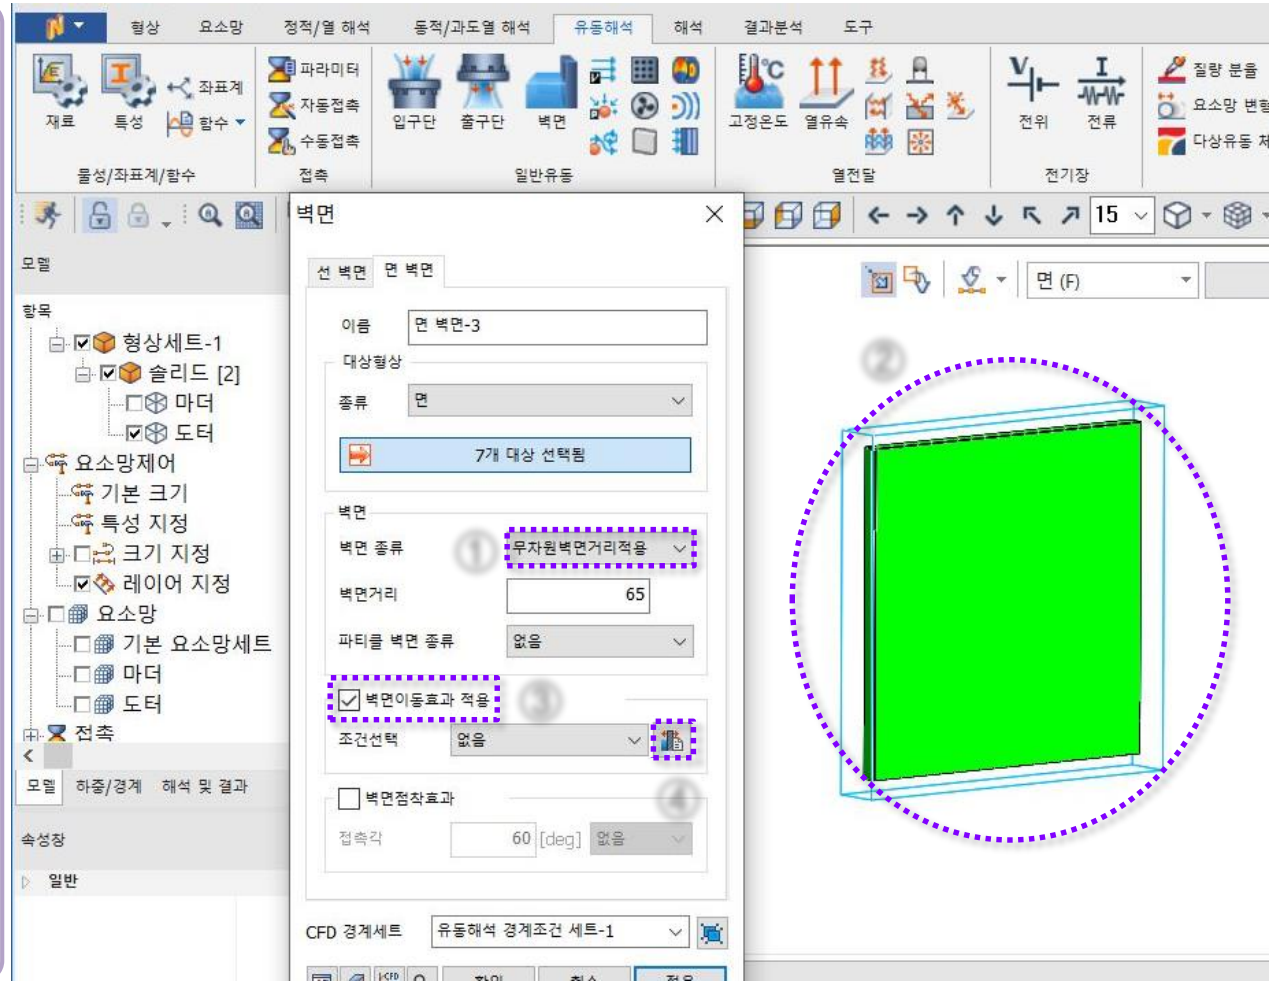 형상 요소망 정적/열 해석 동적/과도열 해석 유동해석 해석 결과분석 도구
재료 특성 좌표계 함수
파라미터
자동접촉
수동접촉
입구단 출구단 벽면
고정온도 열유속
전위 전류
질량 분율
요소망 변형
다상유동 체
물성/좌표계/함수 접촉 일반유동 열전달 전기장
15
모델
항목
형상세트-1
솔리드 [2]
마더
도터
요소망제어
기본 크기
특성 지정
크기 지정
레이어 지정
요소망
기본 요소망세트
마더
도터
접촉
모델 하중/경계 해석 및 결과
속성창
일반
벽면
선 벽면 면 벽면
이름 면 벽면-3
대상형상
종류 면
7개 대상 선택됨
벽면
벽면 종류 ① 무차원벽면거리적용
벽면거리 65
파티클 벽면 종류 없음
벽면이동효과 적용 ③
조건선택 없음
④
벽면점착효과
접촉각 60 [deg] 없음
CFD 경계세트 유동해석 경계조건 세트-1
확인 취소 적용
면 (F)
②